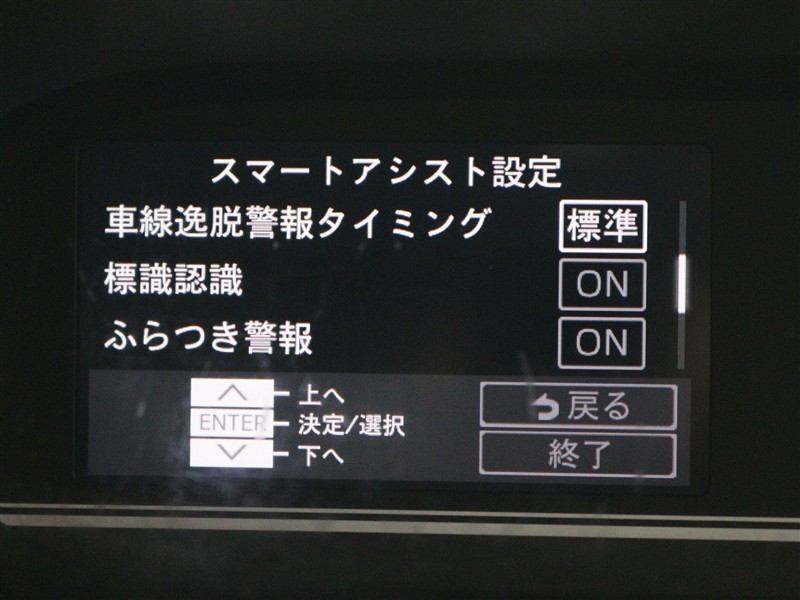 スマートアシスト設定
車線逸脱警報タイミング 標準
標識認識 ON
ふらつき警報 ON
上へ
ENTER 決定/選択
下へ
戻る
終了